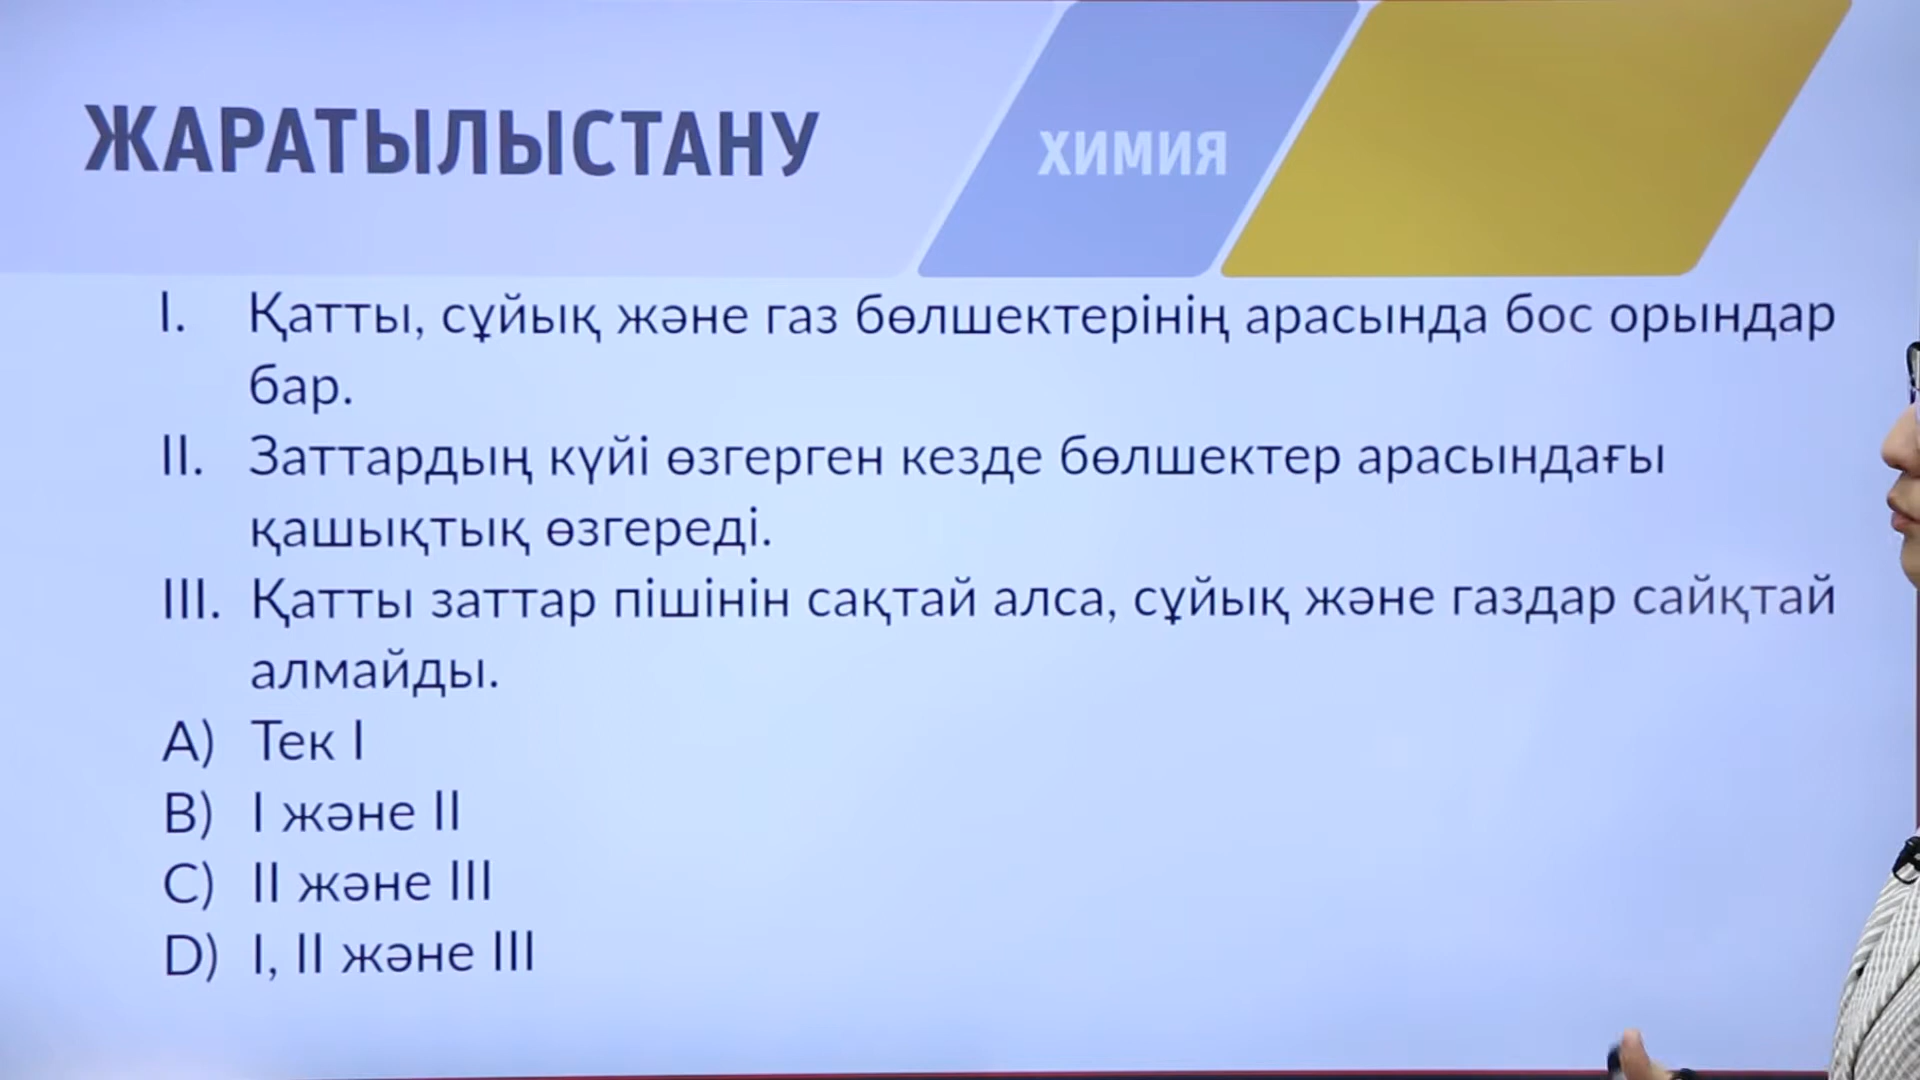 ЖАРАТЫЛЫСТАНУ
ХИМИЯ
I. Қатты, сұйық және газ бөлшектерінің арасында бос орындар
бар.
II. Заттардың күйі өзгерген кезде бөлшектер арасындағы
қашықтық өзгереді.
III. Қатты заттар пішінін сақтай алса, сұйық және газдар сайқтай
алмайды.
A) Тек I
B) I және II
C) II және III
D) I, II және III